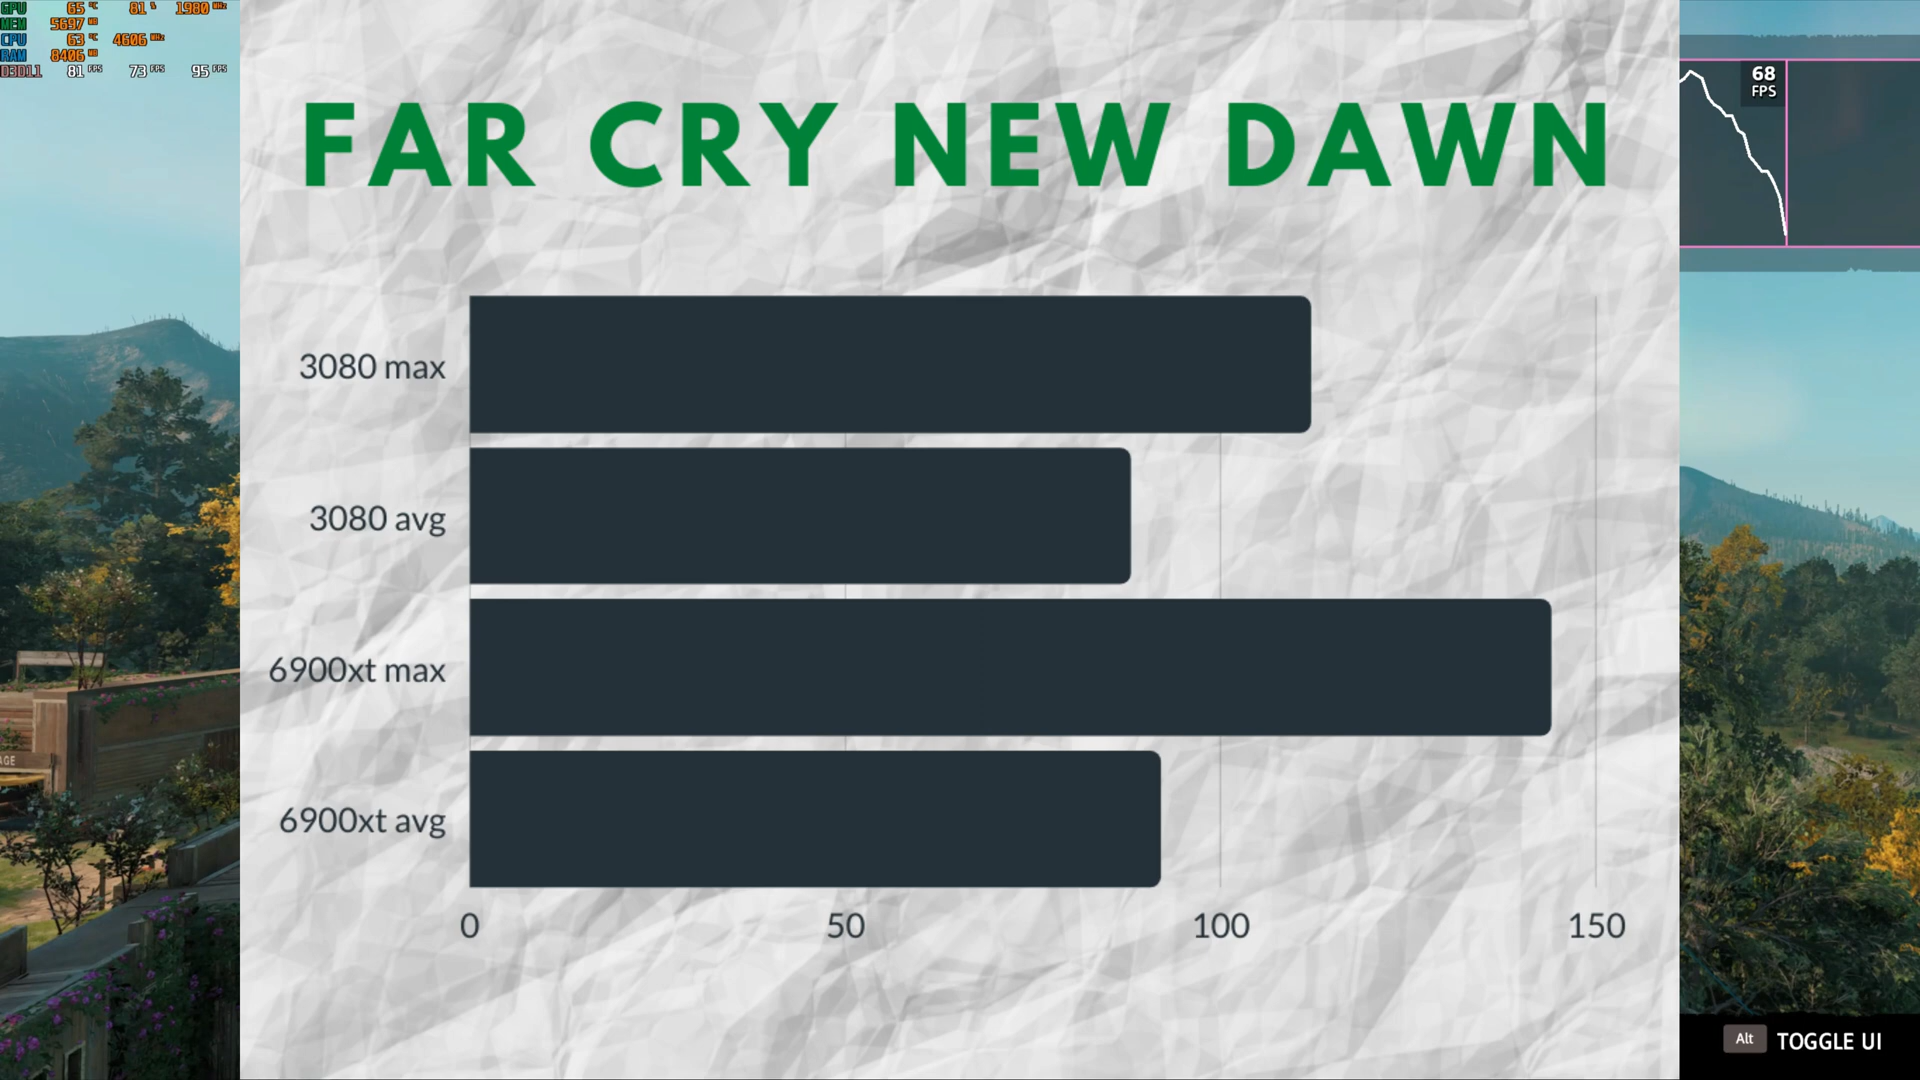 GPU 65 °C 81 % 1980 MHz
MEM 5697 MB
CPU 63 °C 4606 MHz
RAM 8406 MB
D3D11 81 FPS 73 FPS 95 FPS
68
FPS
FAR CRY NEW DAWN
3080 max
3080 avg
6900xt max
6900xt avg
0 50 100 150
AGE
Alt TOGGLE UI